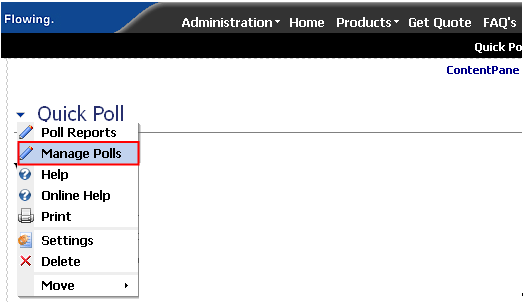 Flowing.
Administration Home Products Get Quote FAQ's
Quick Po
ContentPane
Quick Poll
Poll Reports
Manage Polls
Help
Online Help
Print
Settings
Delete
Move